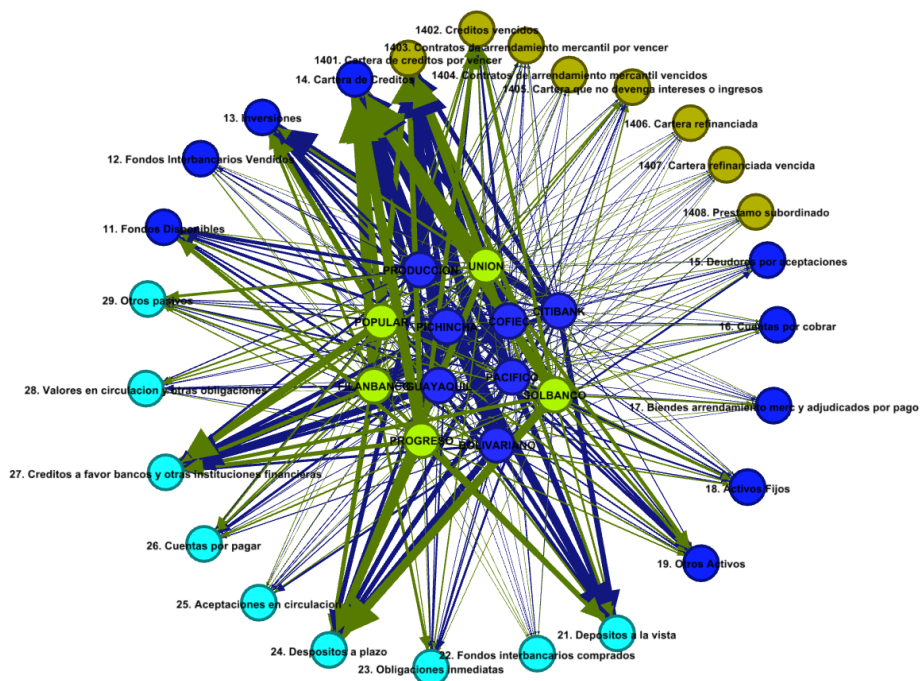 1402. Creditos vencidos
1403. Contratos de arrendamiento mercantil por vencer
1401. Cartera de creditos por vencer
1404. Contratos de arrendamiento mercantil vencidos
14. Cartera de Creditos
1405. Cartera que no devenga intereses o ingresos
13. Inversiones
1406. Cartera refinanciada
12. Fondos Interbancarios Vendidos
1407. Cartera refinanciada vencida
1408. Prestamo subordinado
11. Fondos Disponibles
15. Deudores por aceptaciones
UNION
PRODUCCION
29. Otros pasivos
CITIBANK
POPULAR
COFIEC
PICHINCHA
16. Cuentas por cobrar
PACIFICO
FILANBANCO
GUAYAQUIL
28. Valores en circulacion y otras obligaciones
SOLBANCO
17. Biendes arrendamiento merc y adjudicados por pago
PROGRESO
BOLIVARIANO
27. Creditos a favor bancos y otras instituciones financieras
18. Activos Fijos
26. Cuentas por pagar
19. Otros Activos
25. Aceptaciones en circulacion
21. Depositos a la vista
24. Despositos a plazo
22. Fondos interbancarios comprados
23. Obligaciones inmediatas